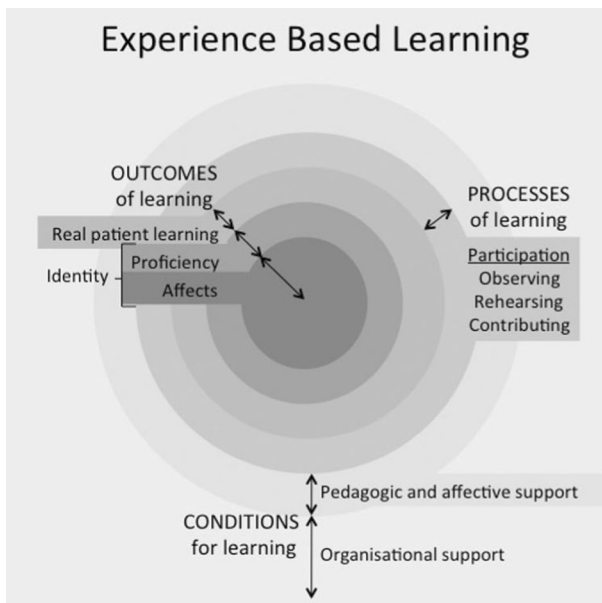 Experience Based Learning
OUTCOMES
of learning
Real patient learning
Identity
Proficiency
Affects
PROCESSES
of learning
Participation
Observing
Rehearsing
Contributing
Pedagogic and affective support
CONDITIONS
for learning
Organisational support